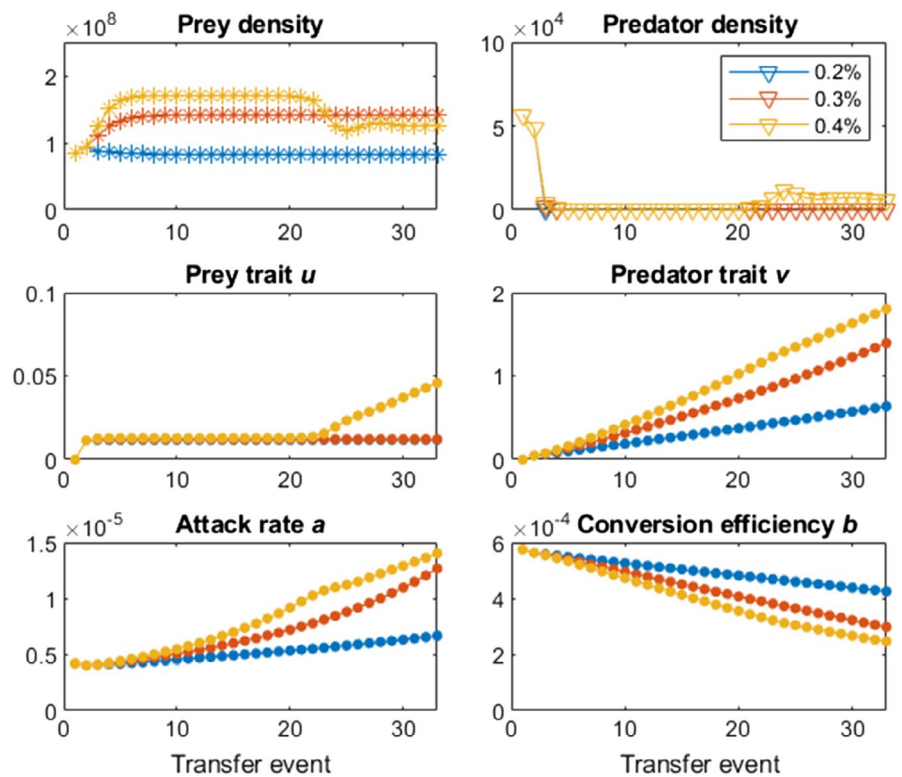 Prey density
×10^8
2
1
0
0 10 20 30
Predator density
×10^4
10
5
0
0 10 20 30
0.2%
0.3%
0.4%
Prey trait u
0.1
0.05
0
0 10 20 30
Predator trait v
2
1
0
0 10 20 30
Attack rate a
×10^-5
1.5
1
0.5
0
0 10 20 30
Transfer event
Conversion efficiency b
×10^-4
6
4
2
0
0 10 20 30
Transfer event